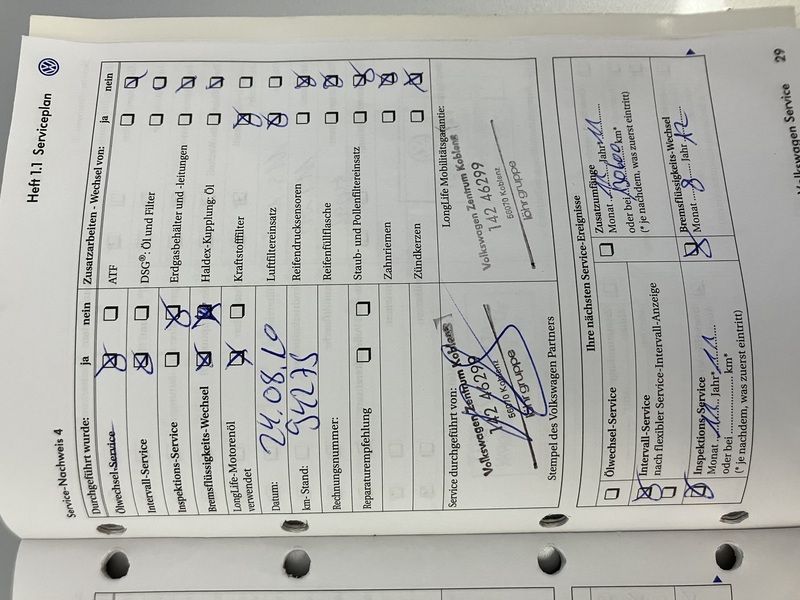 Heft 1.1 Serviceplan
Service-Nachweis 4
Durchgeführt wurde: ja nein
Ölwechsel-Service
Intervall-Service
Inspektions-Service
Bremsflüssigkeits-Wechsel
LongLife-Motorenöl
verwendet
Datum: 24.08.10
km-Stand: 94275
Rechnungsnummer:
Reparaturempfehlung
Zusatzarbeiten - Wechsel von: ja nein
ATF
DSG®: Öl und Filter
Erdgasbehälter und -leitungen
Haldex-Kupplung: Öl
Kraftstofffilter
Luftfiltereinsatz
Reifendrucksensoren
Reifenfüllflasche
Staub- und Pollenfiltereinsatz
Zahnriemen
Zündkerzen
Service durchgeführt von:
Volkswagen Zentrum Koblenz
142 46299
56070 Koblenz
löhrgruppe
Stempel des Volkswagen Partners
LongLife Mobilitätsgarantie:
Volkswagen Zentrum Koblenz
142 46299
56070 Koblenz
löhrgruppe
Ihre nächsten Service-Ereignisse
Ölwechsel-Service
Intervall-Service
nach flexibler Service-Intervall-Anzeige
Inspektions-Service
Monat Jahr* 11
oder bei km*
(* je nachdem, was zuerst eintritt)
Zusatzumfänge
Monat Jahr* 11
oder bei km*
(* je nachdem, was zuerst eintritt)
Bremsflüssigkeits-Wechsel
Monat 8 Jahr 12
29
Volkswagen Service